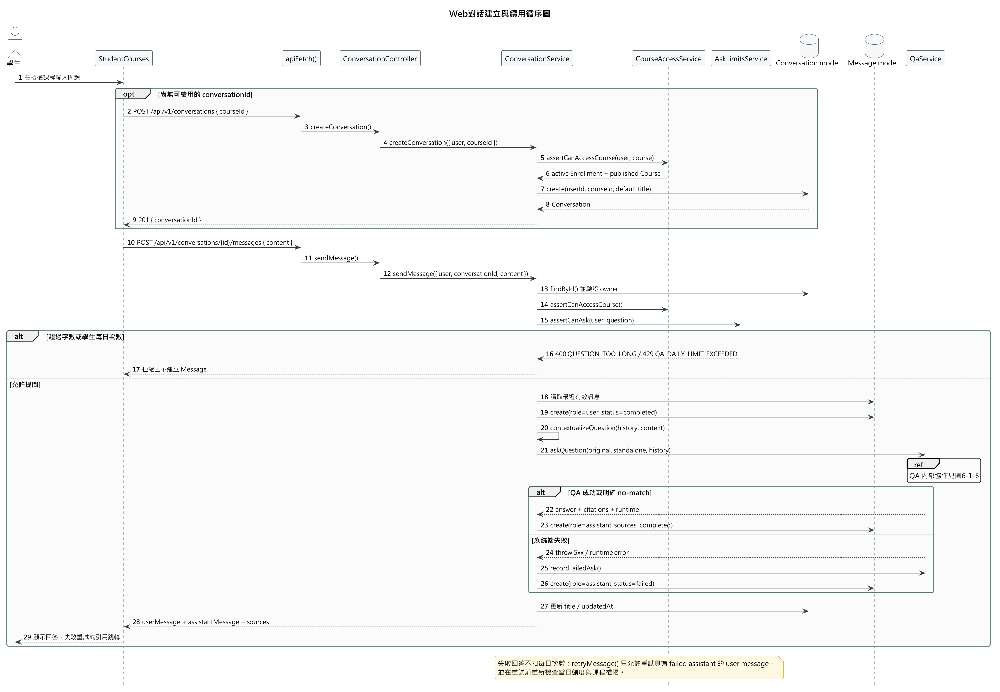 Web對話建立與續用循序圖
學生
StudentCourses
apiFetch()
ConversationController
ConversationService
CourseAccessService
AskLimitsService
Conversation model
Message model
QaService
1 在授權課程輸入問題
opt [尚無可續用的 conversationId]
2 POST /api/v1/conversations { courseId }
3 createConversation()
4 createConversation({ user, courseId })
5 assertCanAccessCourse(user, course)
6 active Enrollment + published Course
7 create(userId, courseId, default title)
8 Conversation
9 201 { conversationId }
10 POST /api/v1/conversations/{id}/messages { content }
11 sendMessage()
12 sendMessage({ user, conversationId, content })
13 findById() 並驗證 owner
14 assertCanAccessCourse()
15 assertCanAsk(user, question)
alt [超過字數或學生每日次數]
16 400 QUESTION_TOO_LONG / 429 QA_DAILY_LIMIT_EXCEEDED
17 拒絕且不建立 Message
[允許提問]
18 讀取最近有效訊息
19 create(role=user, status=completed)
20 contextualizeQuestion(history, content)
21 askQuestion(original, standalone, history)
ref
QA 內部協作見圖6-1-6
alt [QA 成功或明確 no-match]
22 answer + citations + runtime
23 create(role=assistant, sources, completed)
[系統端失敗]
24 throw 5xx / runtime error
25 recordFailedAsk()
26 create(role=assistant, status=failed)
27 更新 title / updatedAt
28 userMessage + assistantMessage + sources
29 顯示回答、失敗重試或引用跳轉
失敗回答不扣每日次數；retryMessage() 只允許重試具有 failed assistant 的 user message，
並在重試前重新檢查當日額度與課程權限。